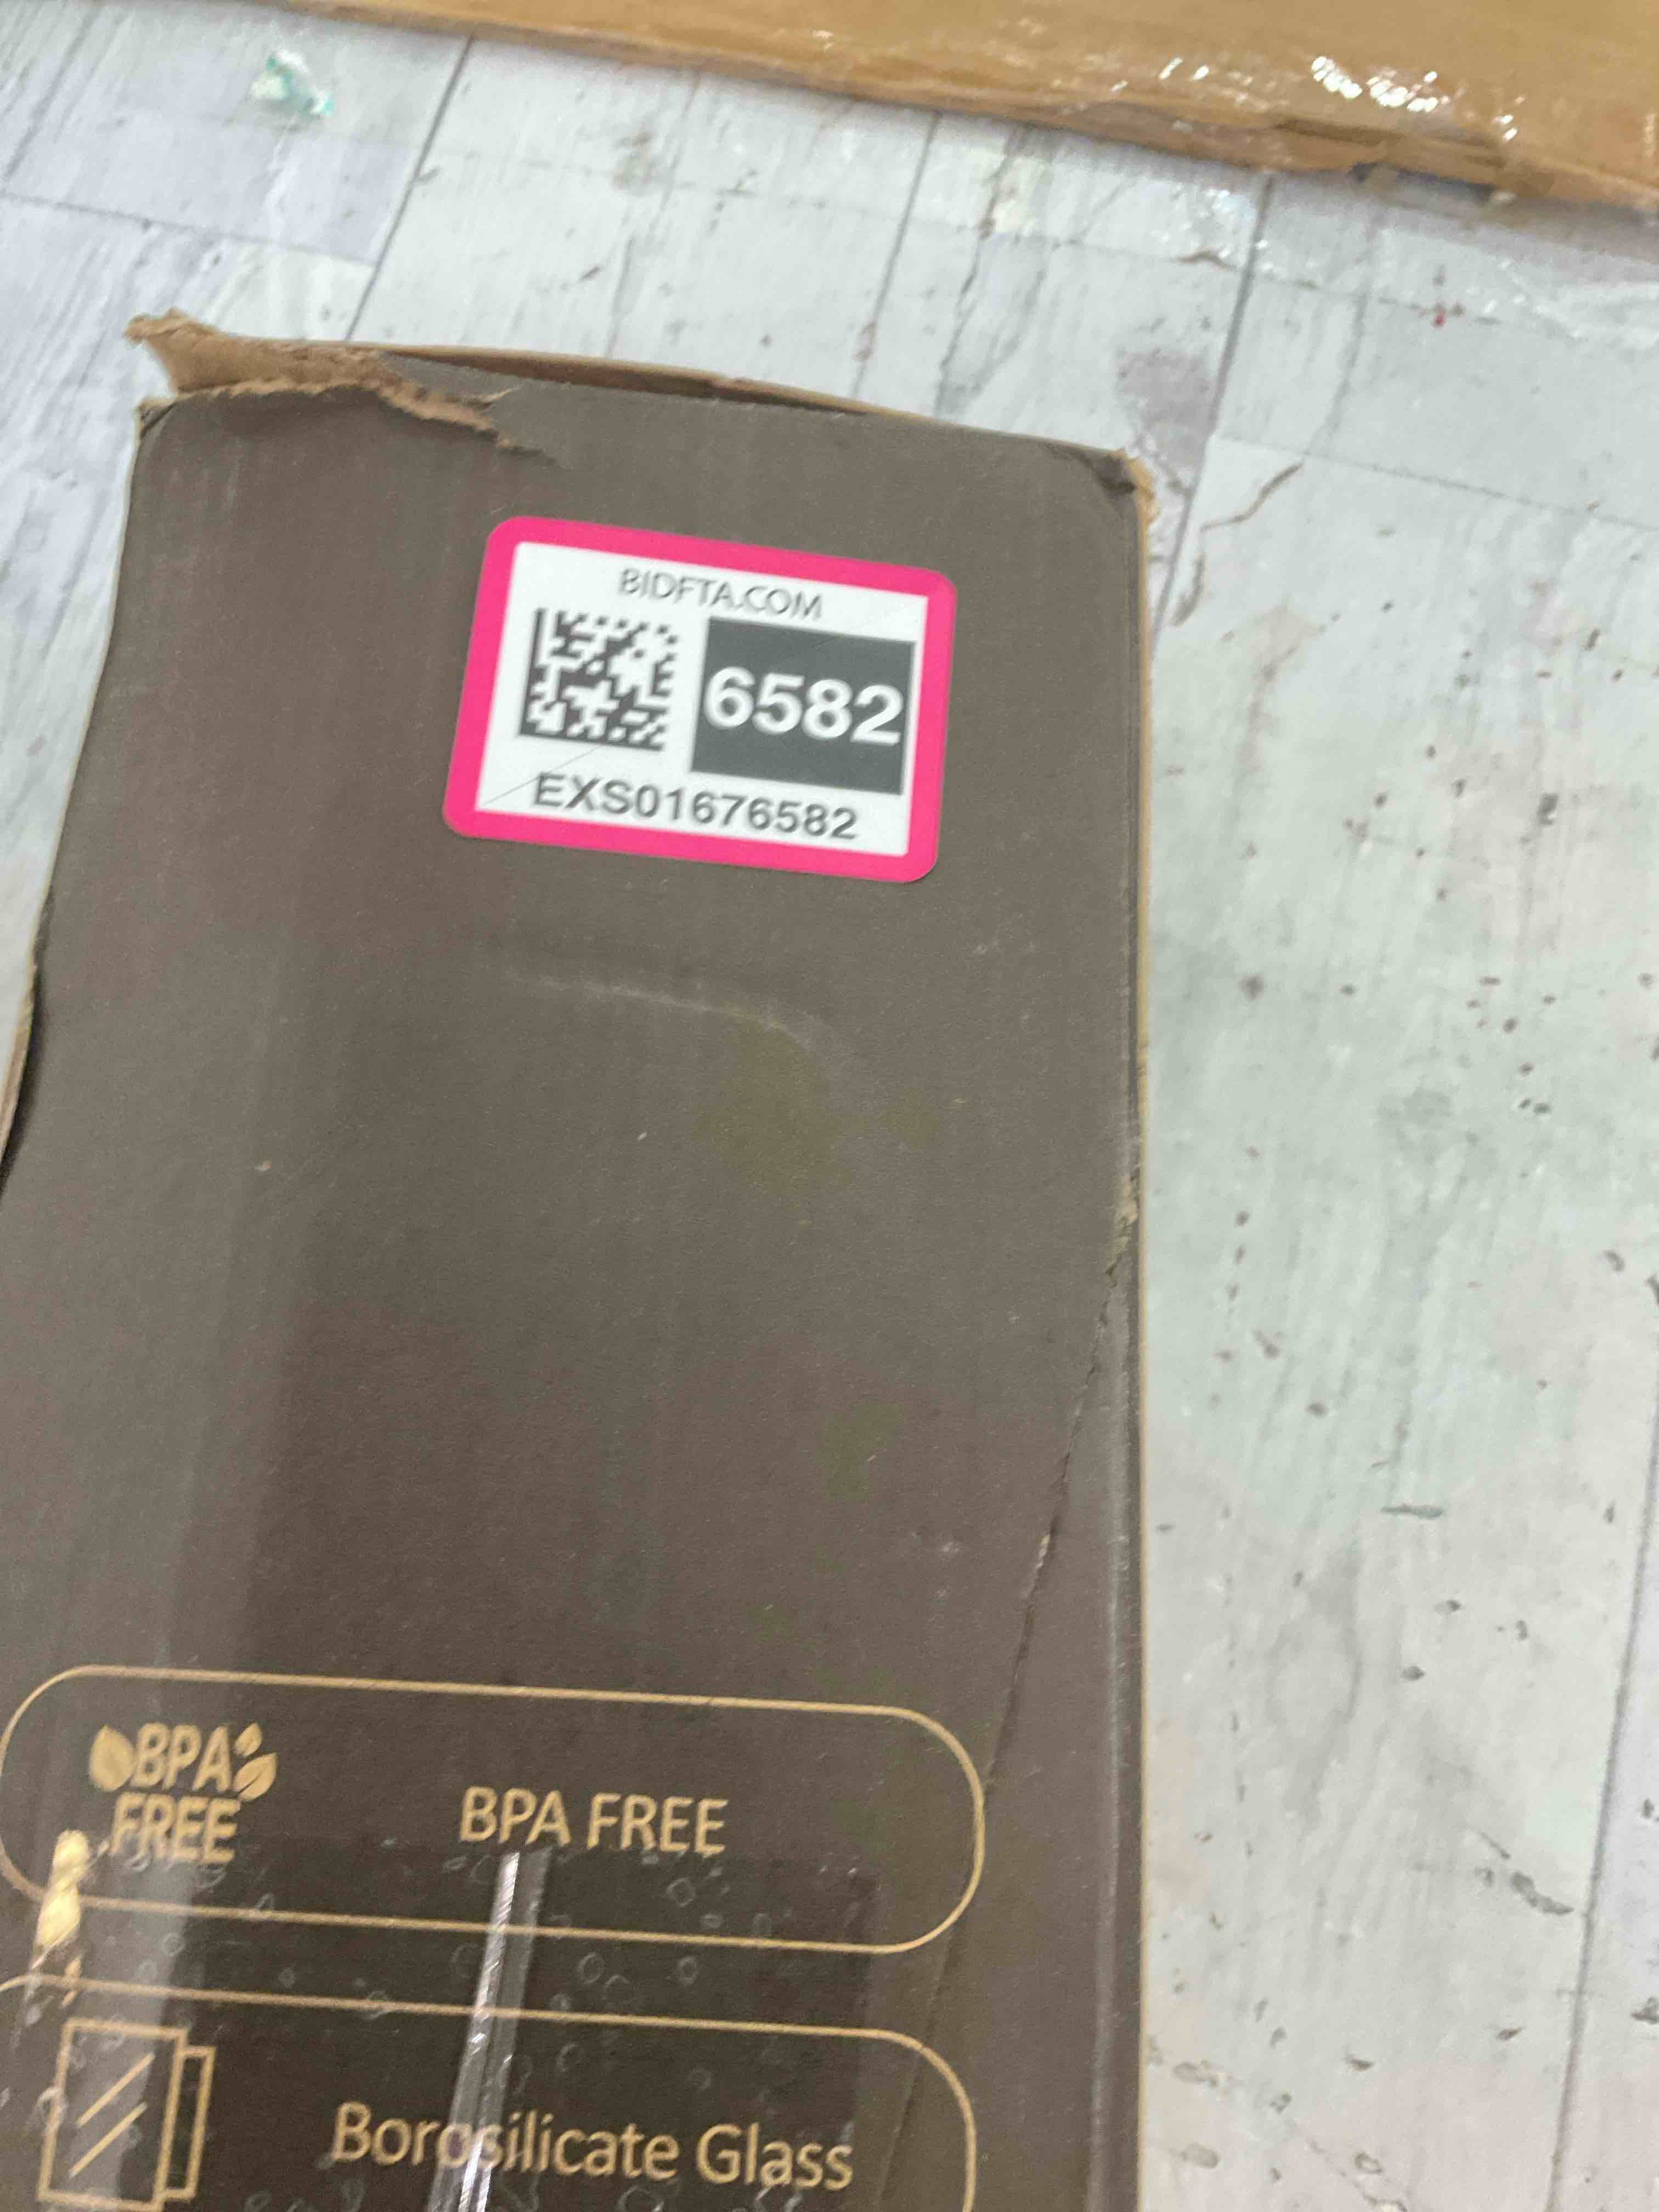 BIDFTA.COM
6582
EXS01676582
BPA
FREE
BPA FREE
Borosilicate Glass